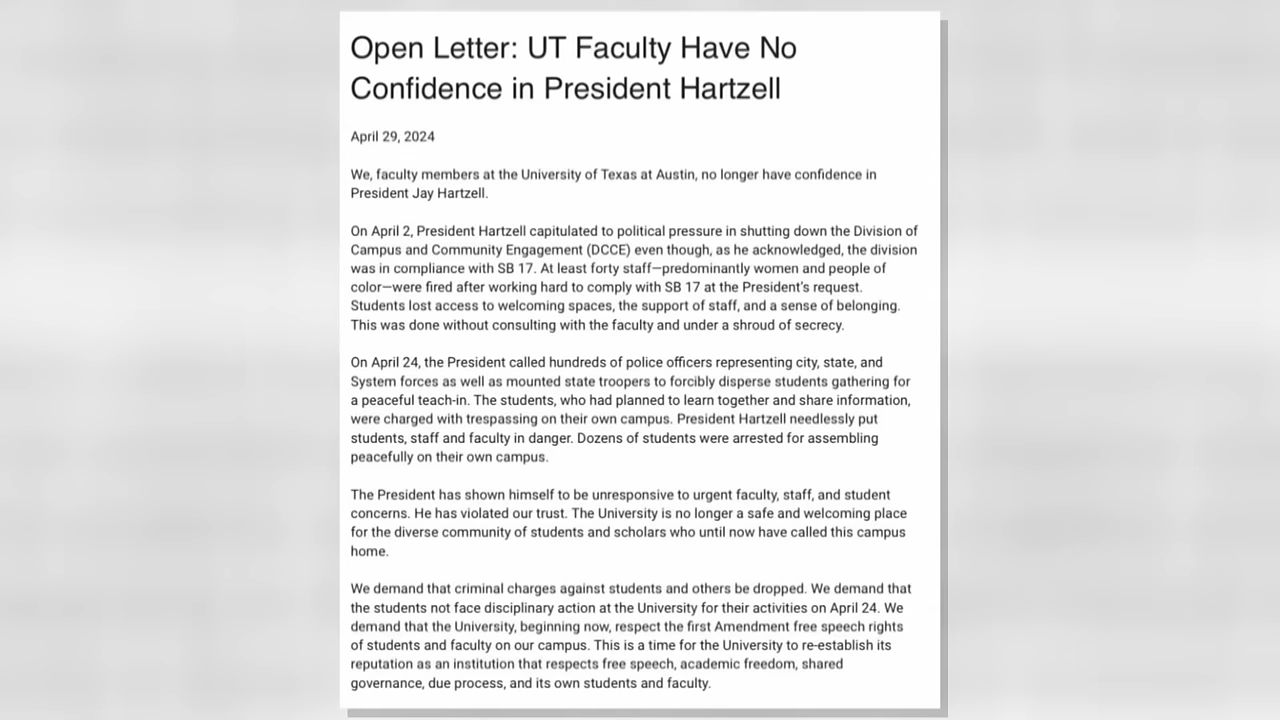 Open Letter: UT Faculty Have No
Confidence in President Hartzell
April 29, 2024
We, faculty members at the University of Texas at Austin, no longer have confidence in
President Jay Hartzell.
On April 2, President Hartzell capitulated to political pressure in shutting down the Division of
Campus and Community Engagement (DCCE) even though, as he acknowledged, the division
was in compliance with SB 17. At least forty staff—predominantly women and people of
color—were fired after working hard to comply with SB 17 at the President's request.
Students lost access to welcoming spaces, the support of staff, and a sense of belonging.
This was done without consulting with the faculty and under a shroud of secrecy.
On April 24, the President called hundreds of police officers representing city, state, and
System forces as well as mounted state troopers to forcibly disperse students gathering for
a peaceful teach-in. The students, who had planned to learn together and share information,
were charged with trespassing on their own campus. President Hartzell needlessly put
students, staff and faculty in danger. Dozens of students were arrested for assembling
peacefully on their own campus.
The President has shown himself to be unresponsive to urgent faculty, staff, and student
concerns. He has violated our trust. The University is no longer a safe and welcoming place
for the diverse community of students and scholars who until now have called this campus
home.
We demand that criminal charges against students and others be dropped. We demand that
the students not face disciplinary action at the University for their activities on April 24. We
demand that the University, beginning now, respect the first Amendment free speech rights
of students and faculty on our campus. This is a time for the University to re-establish its
reputation as an institution that respects free speech, academic freedom, shared
governance, due process, and its own students and faculty.